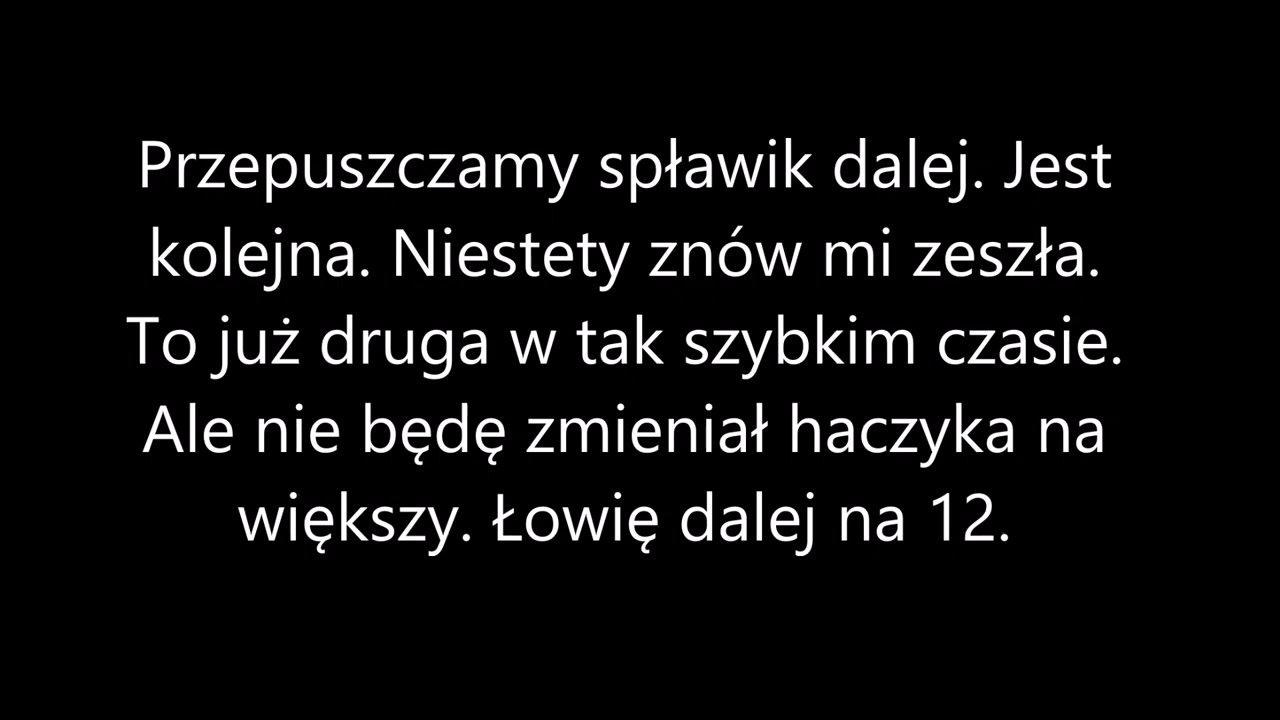 Przepuszczamy spławik dalej. Jest
kolejna. Niestety znów mi zeszła.
To już druga w tak szybkim czasie.
Ale nie będę zmieniał haczyka na
większy. Łowię dalej na 12.